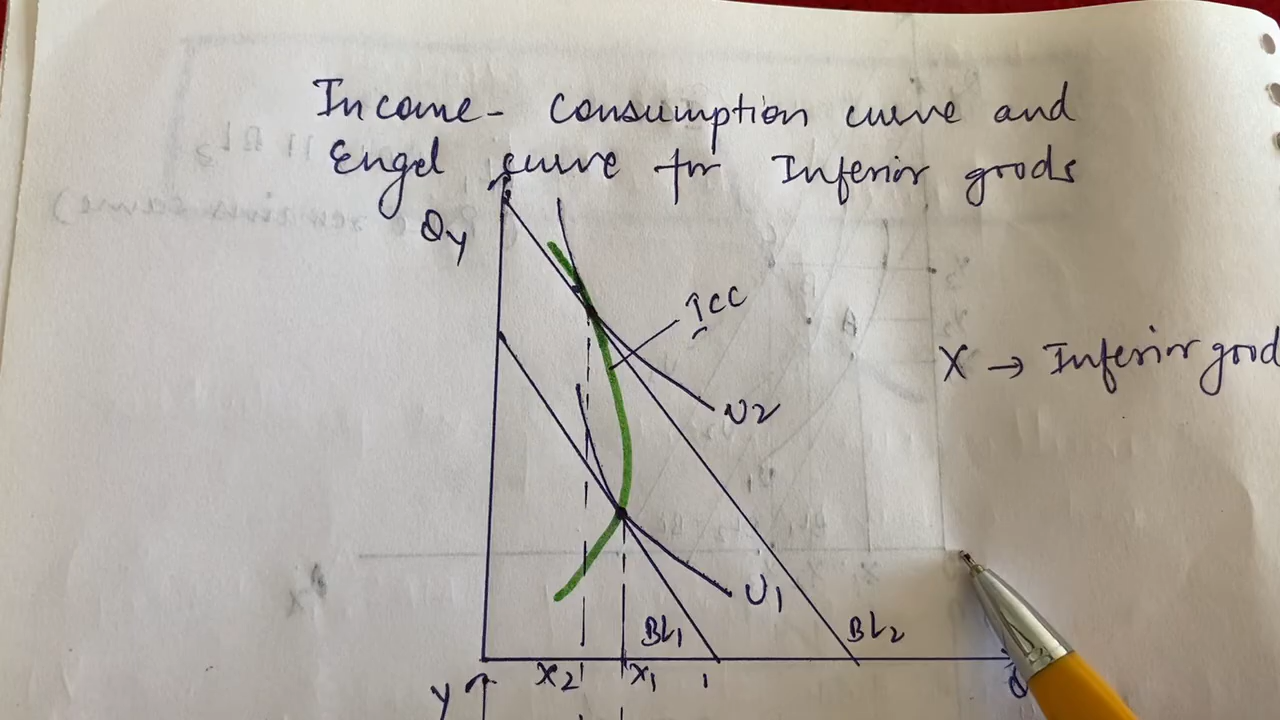 Income- Consumption curve and
Engel curve for Inferior goods
Qy
ICC
X → Inferior good
U2
U1
BL1
BL2
X2
X1
Y